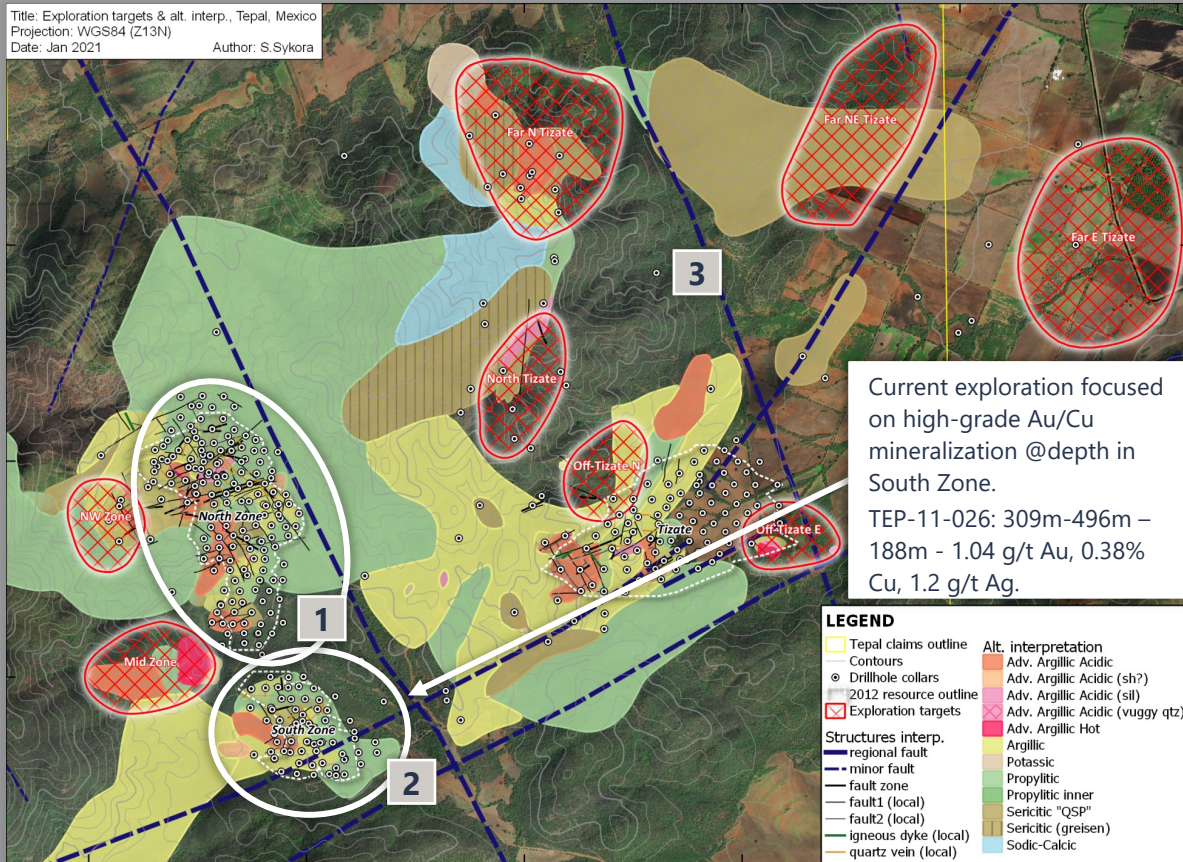 Title: Exploration targets & alt. interp., Tepal, Mexico
Projection: WGS84 (Z13N)
Date: Jan 2021 Author: S.Sykora
Far N Tizate
Far NE Tizate
Far E Tizate
3
North Tizate
Off-Tizate N
NW Zone
North Zone
Tizate
Off-Tizate E
1
Mid Zone
South Zone
2
Current exploration focused
on high-grade Au/Cu
mineralization @depth in
South Zone.
TEP-11-026: 309m-496m –
188m - 1.04 g/t Au, 0.38%
Cu, 1.2 g/t Ag.
LEGEND
Tepal claims outline
Contours
Drillhole collars
2012 resource outline
Exploration targets
Structures interp.
regional fault
minor fault
fault zone
fault1 (local)
fault2 (local)
igneous dyke (local)
quartz vein (local)
Alt. interpretation
Adv. Argillic Acidic
Adv. Argillic Acidic (sh?)
Adv. Argillic Acidic (sil)
Adv. Argillic Acidic (vuggy qtz)
Adv. Argillic Hot
Argillic
Potassic
Propylitic
Propylitic inner
Sericitic "QSP"
Sericitic (greisen)
Sodic-Calcic